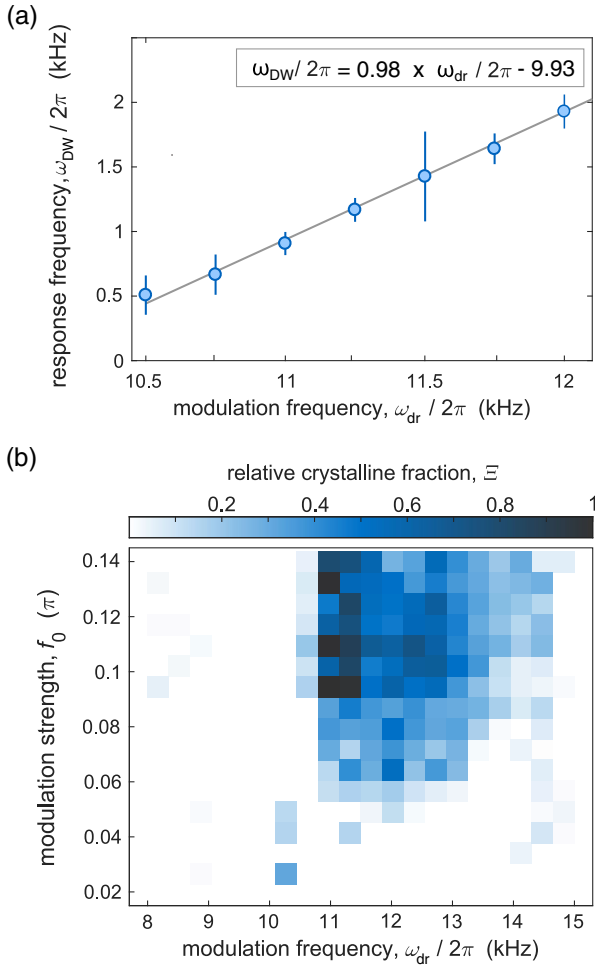 (a)
ω_DW / 2π = 0.98 x ω_dr / 2π - 9.93
response frequency, ω_DW / 2π (kHz)
2
1.5
1
0.5
0
10.5 11 11.5 12
modulation frequency, ω_dr / 2π (kHz)
(b)
relative crystalline fraction, Ξ
0.2 0.4 0.6 0.8 1
modulation strength, f_0 (π)
0.14
0.12
0.1
0.08
0.06
0.04
0.02
8 9 10 11 12 13 14 15
modulation frequency, ω_dr / 2π (kHz)